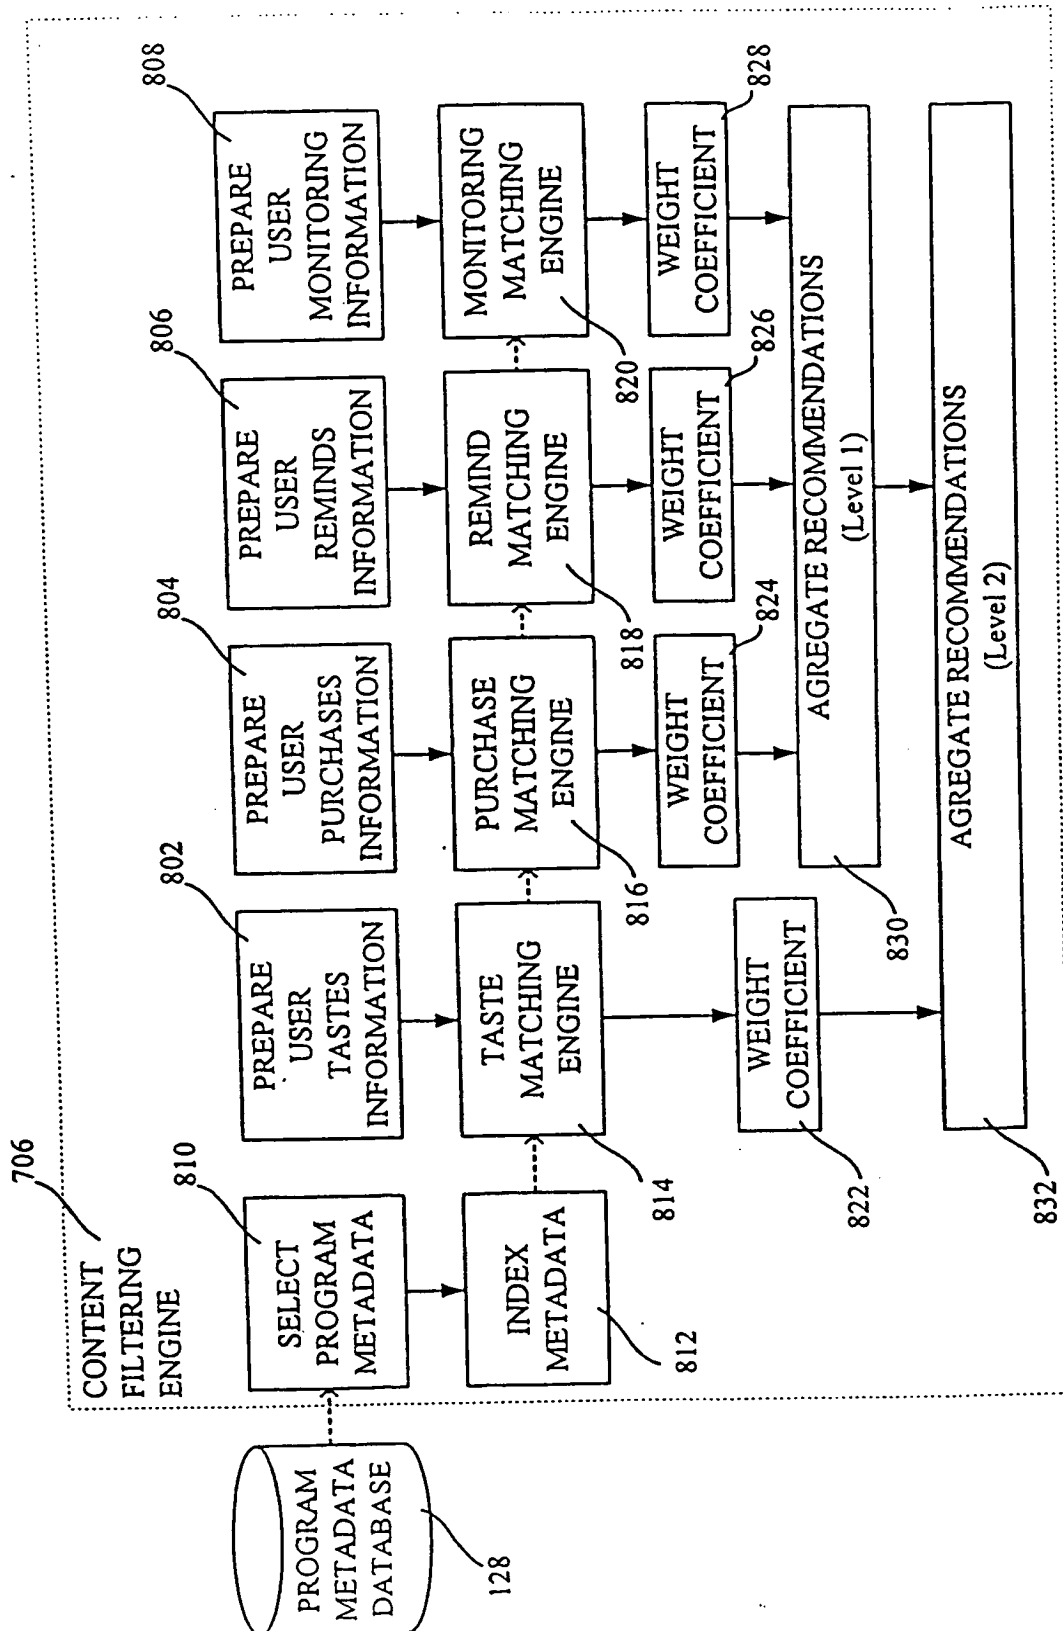 706
CONTENT
FILTERING
ENGINE
PROGRAM
METADATA
DATABASE
128
810
SELECT
PROGRAM
METADATA
INDEX
METADATA
812
802
PREPARE
USER
TASTES
INFORMATION
TASTE
MATCHING
ENGINE
814
WEIGHT
COEFFICIENT
822
804
PREPARE
USER
PURCHASES
INFORMATION
PURCHASE
MATCHING
ENGINE
816
WEIGHT
COEFFICIENT
824
806
PREPARE
USER
REMINDS
INFORMATION
REMIND
MATCHING
ENGINE
818
WEIGHT
COEFFICIENT
826
808
PREPARE
USER
MONITORING
INFORMATION
MONITORING
MATCHING
ENGINE
820
WEIGHT
COEFFICIENT
828
AGREGATE RECOMMENDATIONS
(Level 1)
830
AGREGATE RECOMMENDATIONS
(Level 2)
832